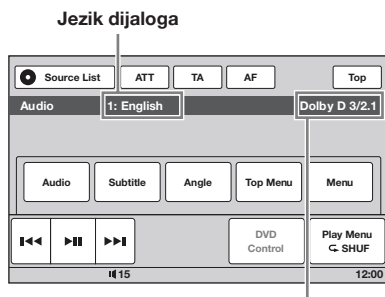 Jezik dijaloga
Source List ATT TA AF Top
Audio 1: English Dolby D 3/2.1
Audio Subtitle Angle Top Menu Menu
DVD Control
Play Menu
SHUF
15 12:00